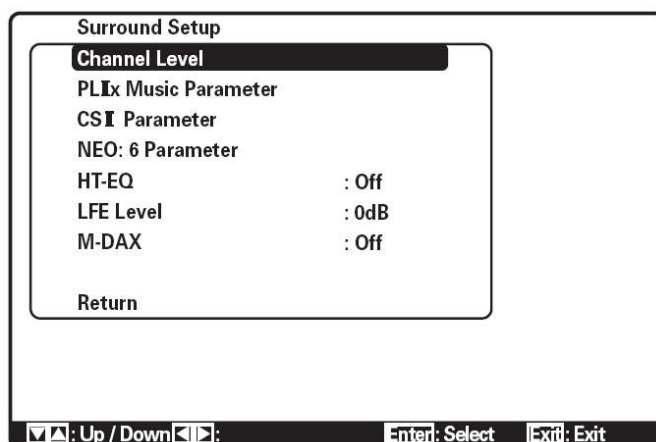 Surround Setup
Channel Level
PLIIx Music Parameter
CSII Parameter
NEO: 6 Parameter
HT-EQ : Off
LFE Level : 0dB
M-DAX : Off
Return
▼▲: Up / Down ◀▶: Enter: Select Exit: Exit